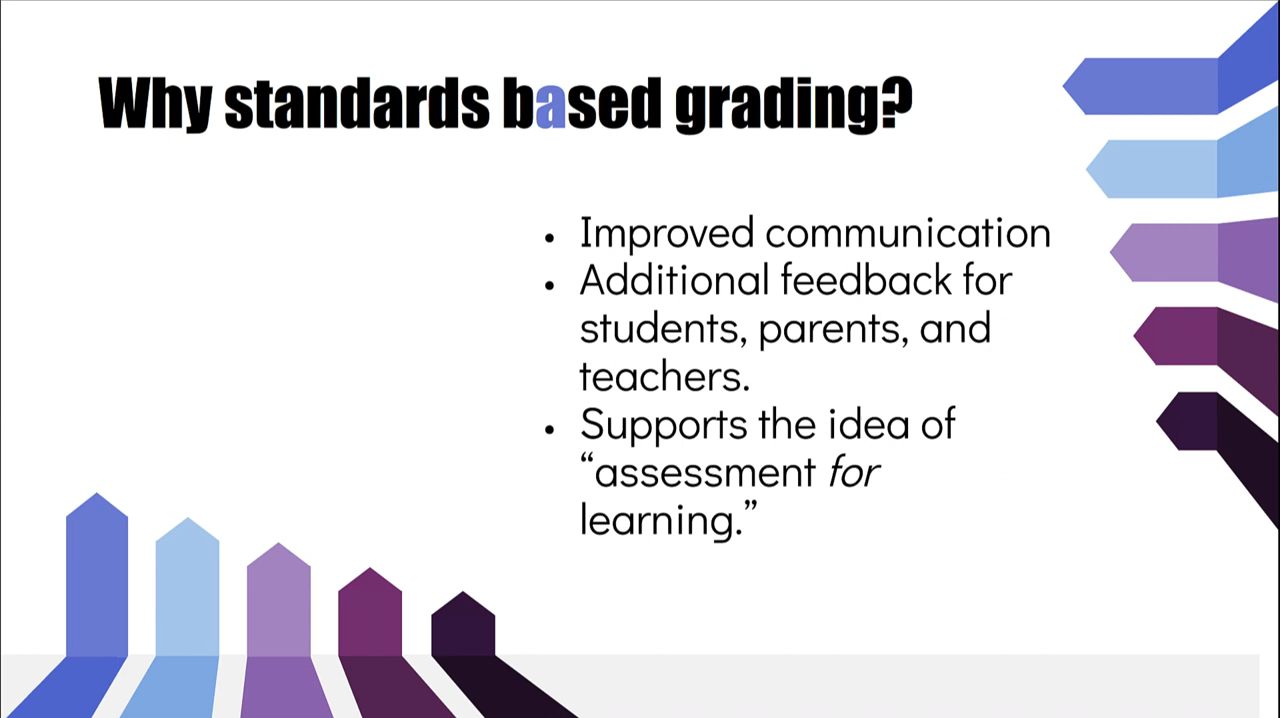 Why standards based grading?
• Improved communication
• Additional feedback for
students, parents, and
teachers.
• Supports the idea of
“assessment for
learning.”